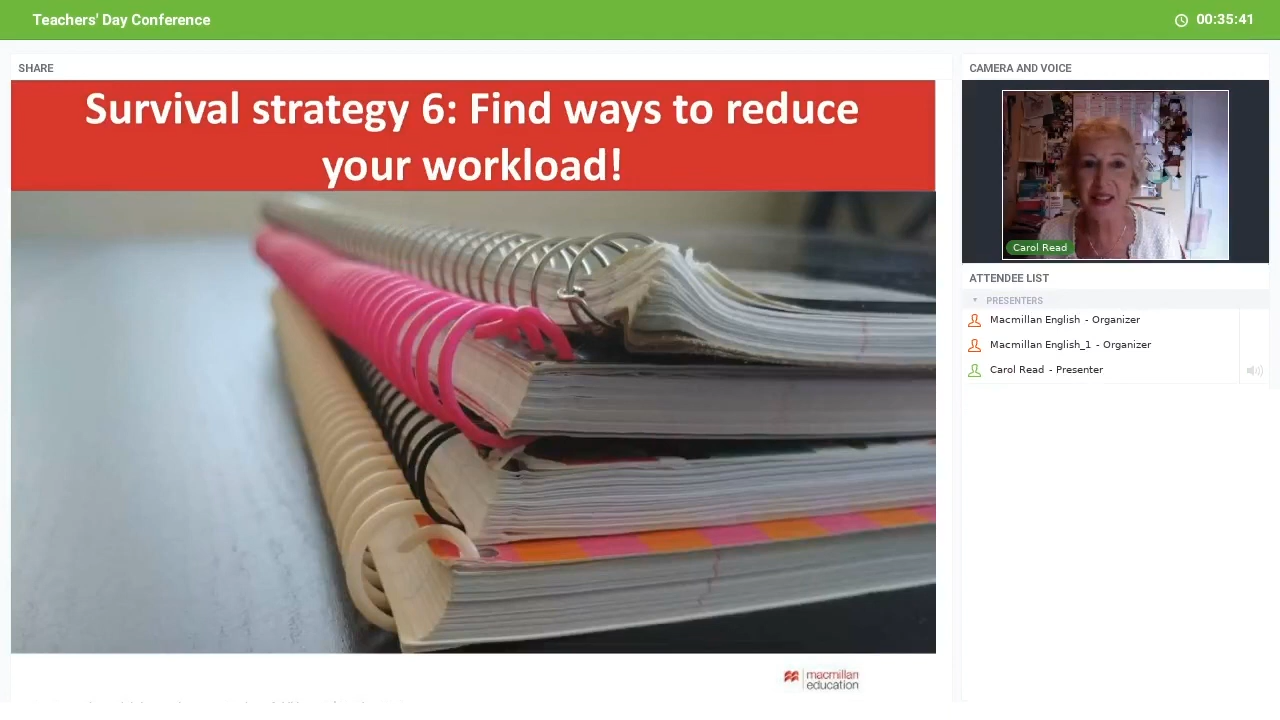 Teachers' Day Conference
00:35:41
SHARE
Survival strategy 6: Find ways to reduce
your workload!
macmillan
education
CAMERA AND VOICE
Carol Read
ATTENDEE LIST
PRESENTERS
Macmillan English - Organizer
Macmillan English_1 - Organizer
Carol Read - Presenter